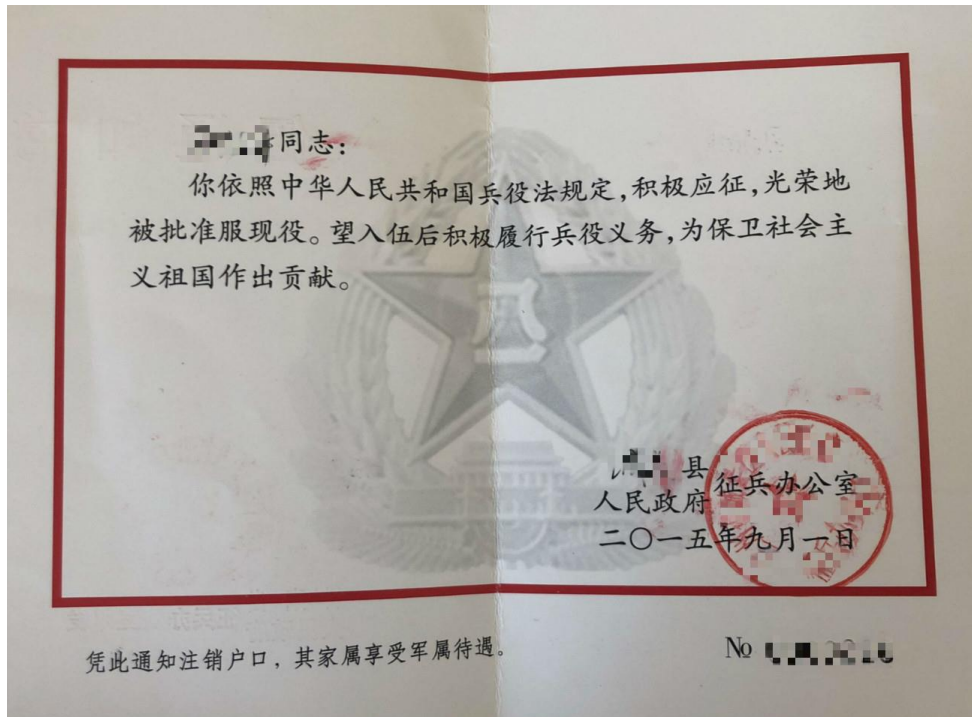 同志：
你依照中华人民共和国兵役法规定，积极应征，光荣地
被批准服现役。望入伍后积极履行兵役义务，为保卫社会主
义祖国作出贡献。
县
人民政府 征兵办公室
二〇一五年九月一日
凭此通知注销户口，其家属享受军属待遇。
№